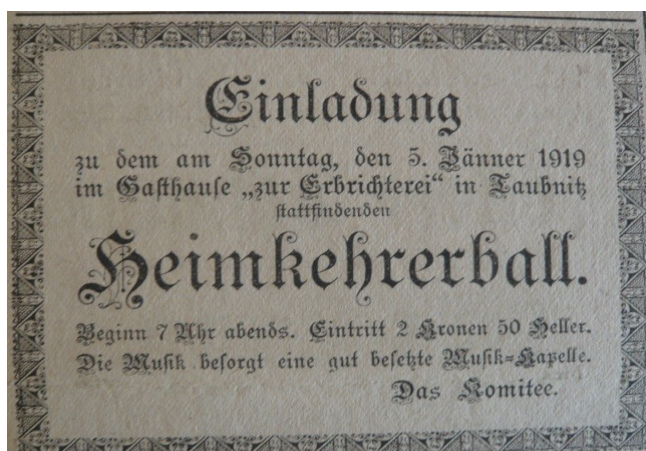 Einladung
zu dem am Sonntag, den 5. Jänner 1919
im Gasthause „zur Erbrichterei“ in Taubnitz
stattfindenden
Heimkehrerball.
Beginn 7 Uhr abends. Eintritt 2 Kronen 50 Heller.
Die Musik besorgt eine gut besetzte Musik=Kapelle.
Das Komitee.